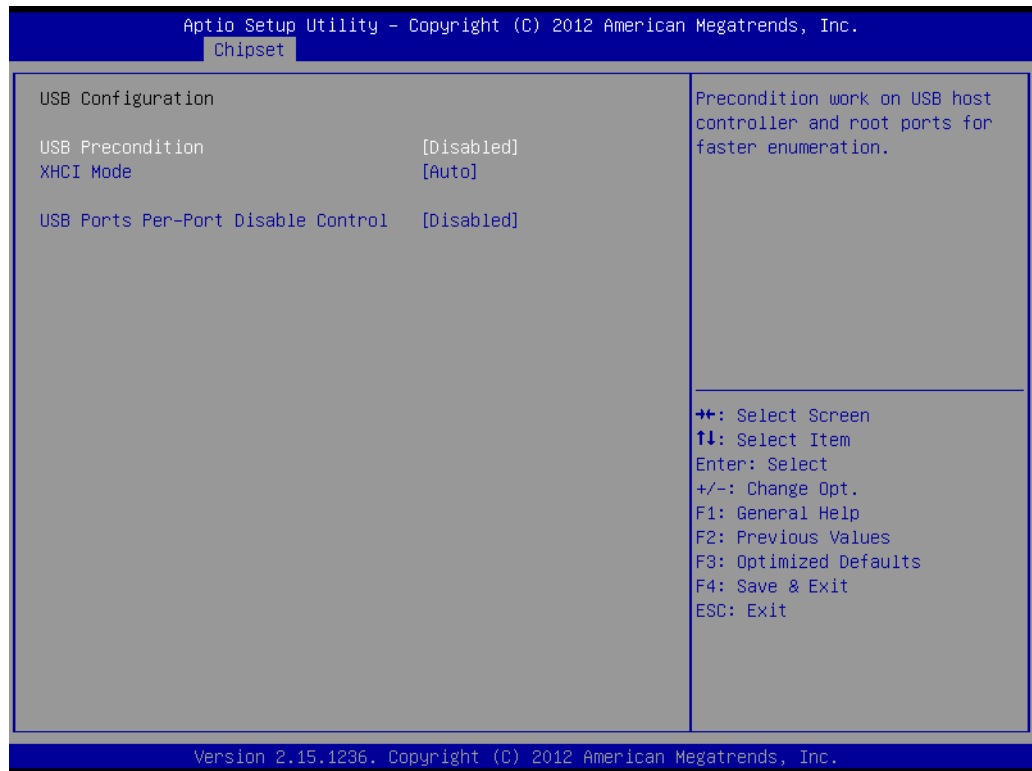 Aptio Setup Utility – Copyright (C) 2012 American Megatrends, Inc.
Chipset
USB Configuration
USB Precondition [Disabled]
XHCI Mode [Auto]
USB Ports Per-Port Disable Control [Disabled]
Precondition work on USB host
controller and root ports for
faster enumeration.
→←: Select Screen
↑↓: Select Item
Enter: Select
+/-: Change Opt.
F1: General Help
F2: Previous Values
F3: Optimized Defaults
F4: Save & Exit
ESC: Exit
Version 2.15.1236. Copyright (C) 2012 American Megatrends, Inc.